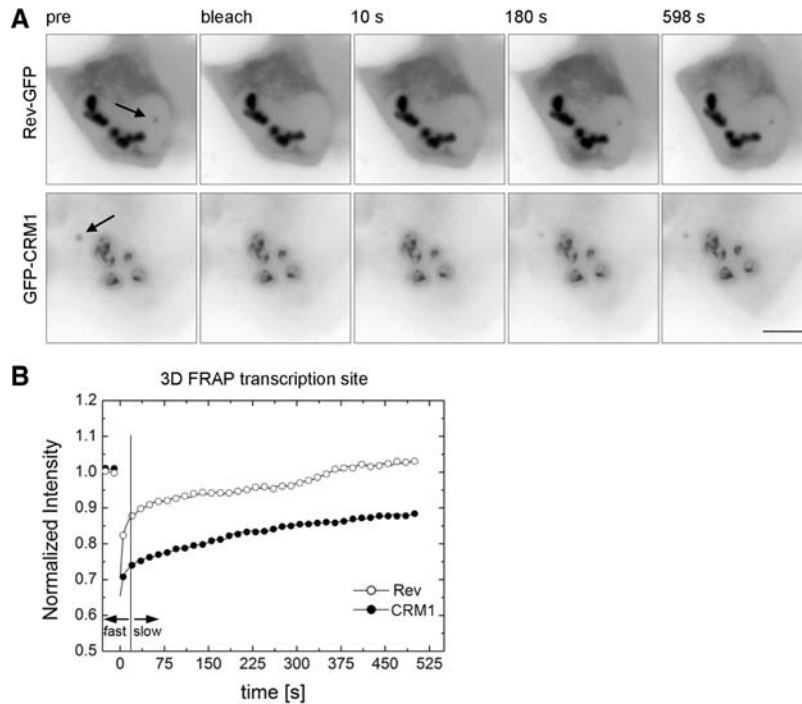 A
pre bleach 10 s 180 s 598 s
Rev-GFP
GFP-CRM1
B
3D FRAP transcription site
Normalized Intensity
1.2
1.1
1.0
0.9
0.8
0.7
0.6
0.5
fast slow
Rev
CRM1
0 75 150 225 300 375 450 525
time [s]